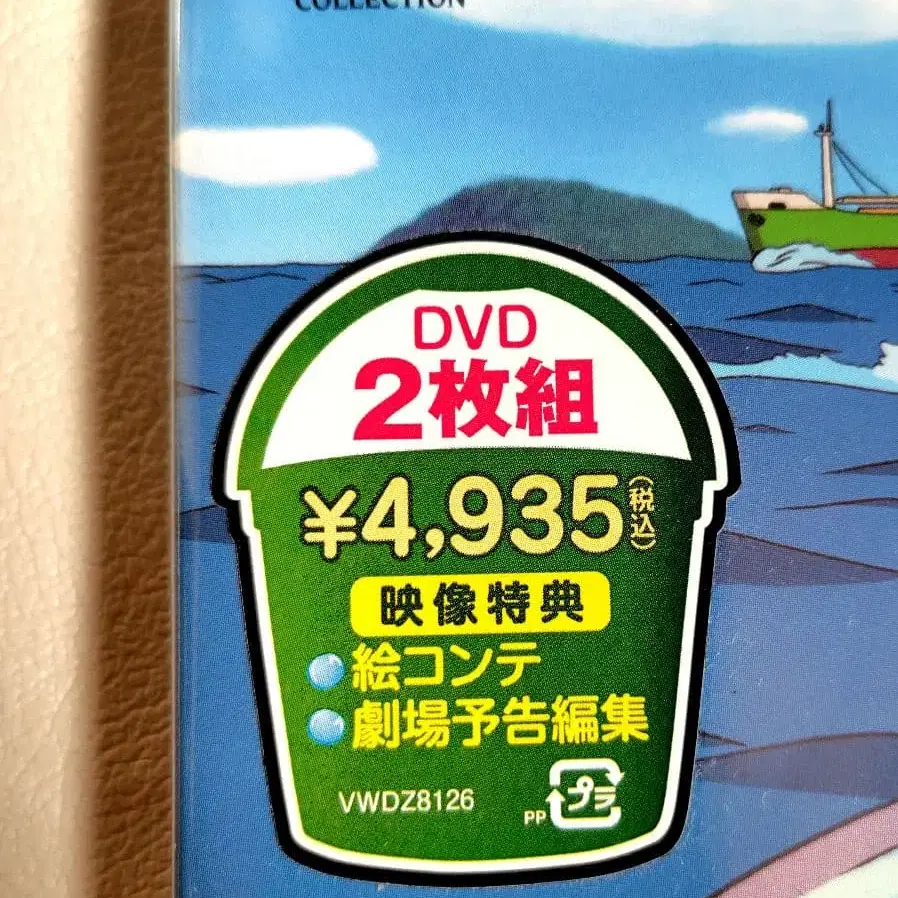 COLLECTION
DVD
2枚組
¥4,935(税込)
映像特典
絵コンテ
劇場予告編集
VWDZ8126
PP プラ